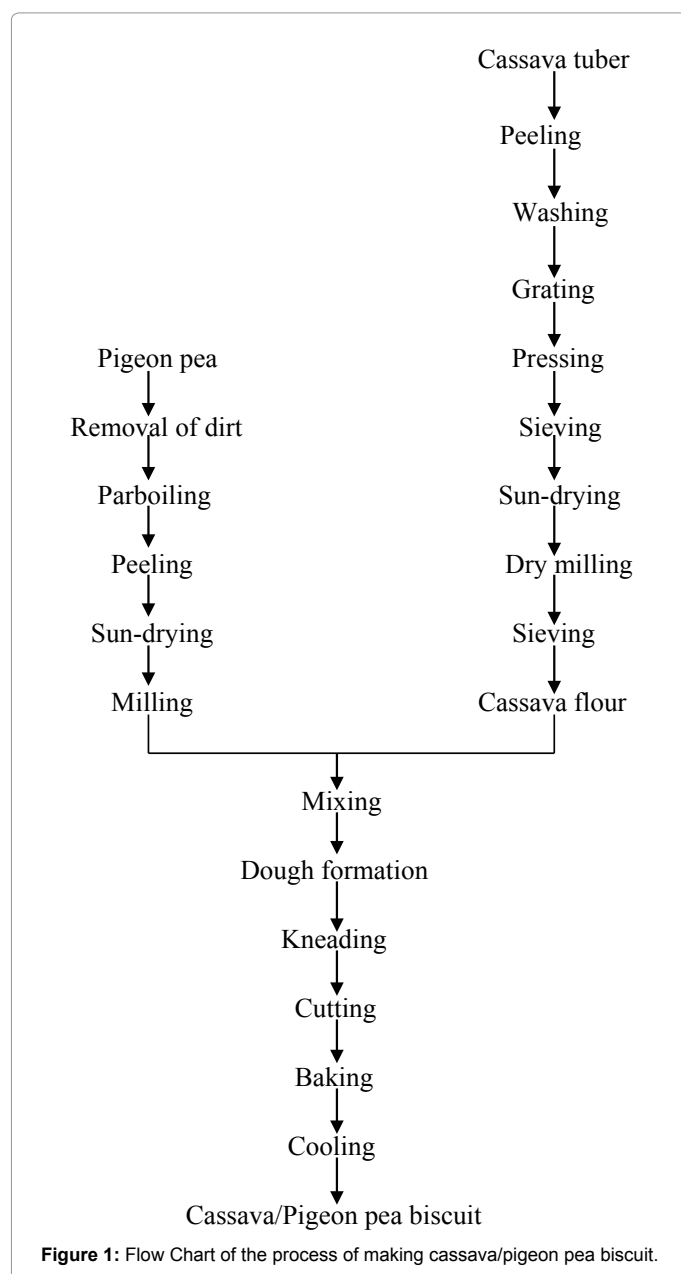 Cassava tuber
Peeling
Washing
Grating
Pressing
Sieving
Sun-drying
Dry milling
Sieving
Cassava flour
Pigeon pea
Removal of dirt
Parboiling
Peeling
Sun-drying
Milling
Mixing
Dough formation
Kneading
Cutting
Baking
Cooling
Cassava/Pigeon pea biscuit
Figure 1: Flow Chart of the process of making cassava/pigeon pea biscuit.